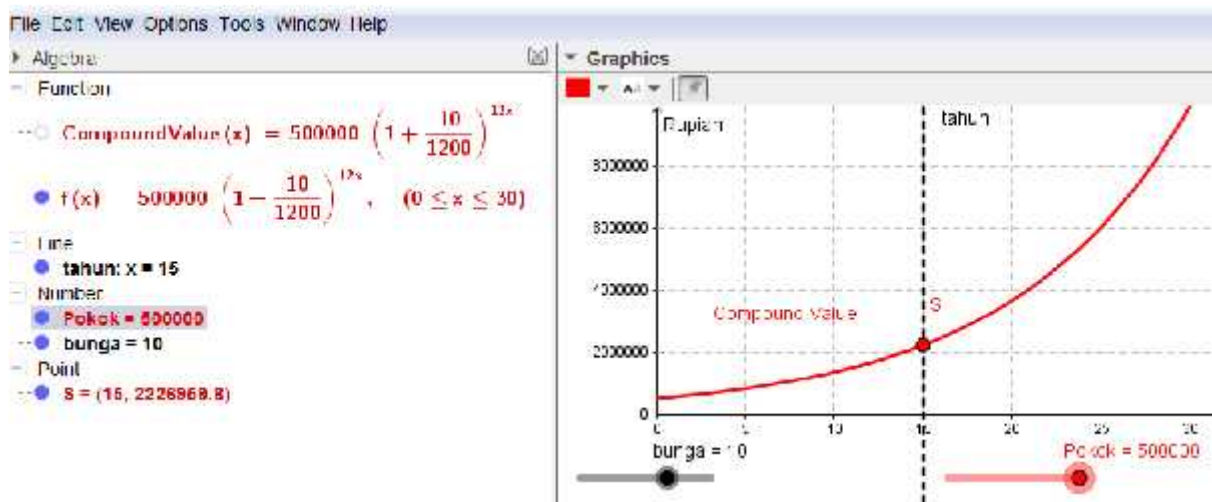 File Edit View Options Tools Window Help
Algebra
Function
CompoundValue(x) = 500000 (1 + 10/1200)^12x
f(x) = 500000 (1 + 10/1200)^12x, (0 ≤ x ≤ 30)
Line
tahun: x = 15
Number
Pokok = 500000
bunga = 10
Point
S = (15, 2226959.8)
Graphics
Rupiah
tahun
8000000
6000000
4000000
Compound Value
S
2000000
0
0 5 10 15 20 25 30
bunga = 10
Pokok = 500000